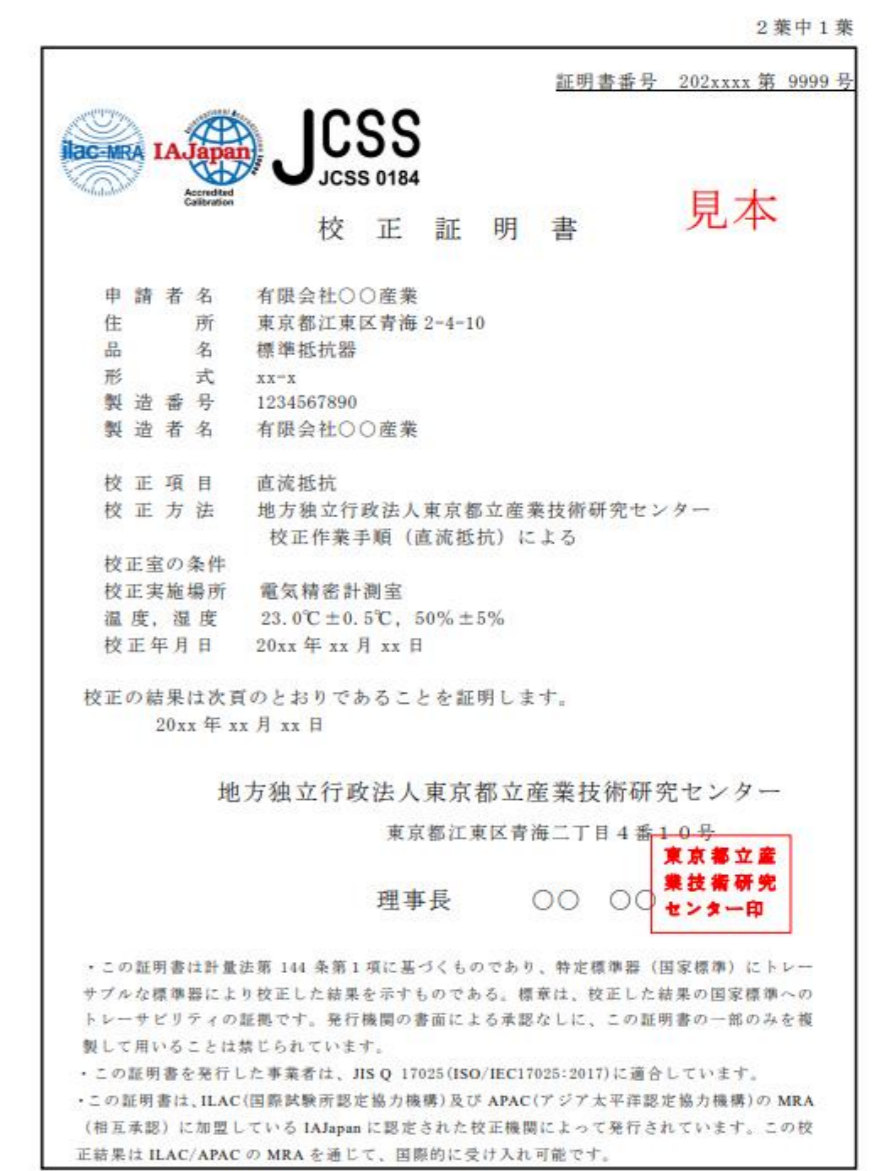 2葉中1葉
証明書番号 202xxxx 第 9999 号
ilac-MRA
IAJapan
International Accreditation Japan
Accredited
Calibration
JCSS
JCSS 0184
見本
校正証明書
申請者名 有限会社○○産業
住所 東京都江東区青海 2-4-10
品名 標準抵抗器
形式 xx-x
製造番号 1234567890
製造者名 有限会社○○産業
校正項目 直流抵抗
校正方法 地方独立行政法人東京都立産業技術研究センター
校正作業手順（直流抵抗）による
校正室の条件
校正実施場所 電気精密計測室
温度，湿度 23.0℃±0.5℃，50%±5%
校正年月日 20xx 年 xx 月 xx 日
校正の結果は次頁のとおりであることを証明します。
20xx 年 xx 月 xx 日
地方独立行政法人東京都立産業技術研究センター
東京都江東区青海二丁目4番10号
理事長 ○○ ○○
東京都立産
業技術研究
センター印
・この証明書は計量法第 144 条第1項に基づくものであり、特定標準器（国家標準）にトレー
サブルな標準器により校正した結果を示すものである。標章は、校正した結果の国家標準への
トレーサビリティの証拠です。発行機関の書面による承認なしに、この証明書の一部のみを複
製して用いることは禁じられています。
・この証明書を発行した事業者は、JIS Q 17025(ISO/IEC17025:2017)に適合しています。
・この証明書は、ILAC(国際試験所認定協力機構)及び APAC(アジア太平洋認定協力機構)の MRA
（相互承認）に加盟している IAJapan に認定された校正機関によって発行されています。この校
正結果は ILAC/APAC の MRA を通じて、国際的に受け入れ可能です。